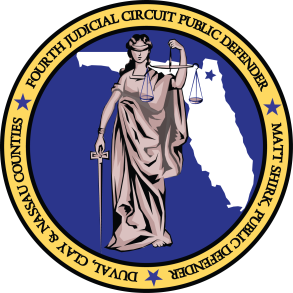 FOURTH JUDICIAL CIRCUIT PUBLIC DEFENDER
MATT SHIRK, PUBLIC DEFENDER
DUVAL, CLAY & NASSAU COUNTIES